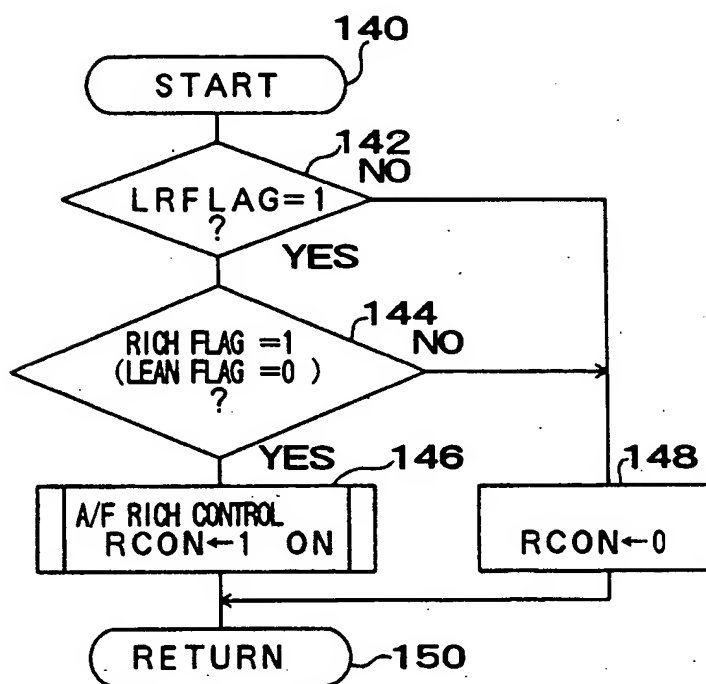 140
START
142
NO
LRFLAG=1
?
YES
144
RICH FLAG =1
NO
(LEAN FLAG =0 )
?
YES
146
148
A/F RICH CONTROL
RCON←1 ON
RCON←0
RETURN
150